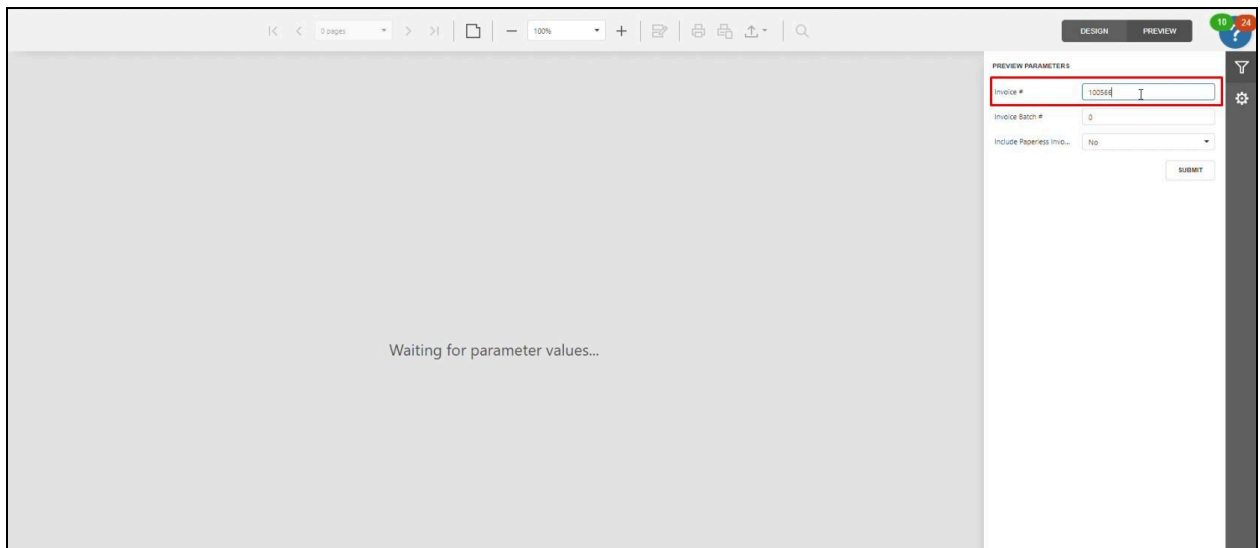 0 pages
100%
DESIGN
PREVIEW
10
24
?
PREVIEW PARAMETERS
Invoice #
100566
Invoice Batch #
0
Include Paperless Invo...
No
SUBMIT
Waiting for parameter values...